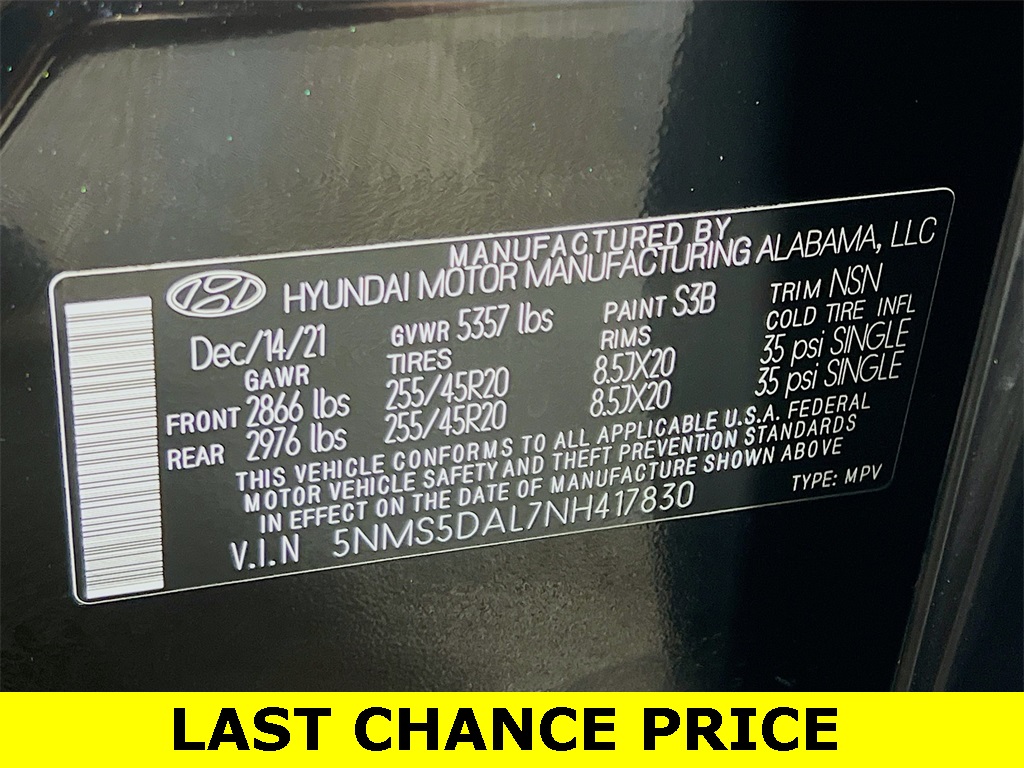 MANUFACTURED BY
HYUNDAI MOTOR MANUFACTURING ALABAMA, LLC
Dec/14/21 GVWR 5357 lbs PAINT S3B TRIM NSN
GAWR TIRES RIMS COLD TIRE INFL
FRONT 2866 lbs 255/45R20 8.5JX20 35 psi SINGLE
REAR 2976 lbs 255/45R20 8.5JX20 35 psi SINGLE
THIS VEHICLE CONFORMS TO ALL APPLICABLE U.S.A. FEDERAL
MOTOR VEHICLE SAFETY AND THEFT PREVENTION STANDARDS
IN EFFECT ON THE DATE OF MANUFACTURE SHOWN ABOVE
V.I.N 5NMS5DAL7NH417830 TYPE: MPV
LAST CHANCE PRICE